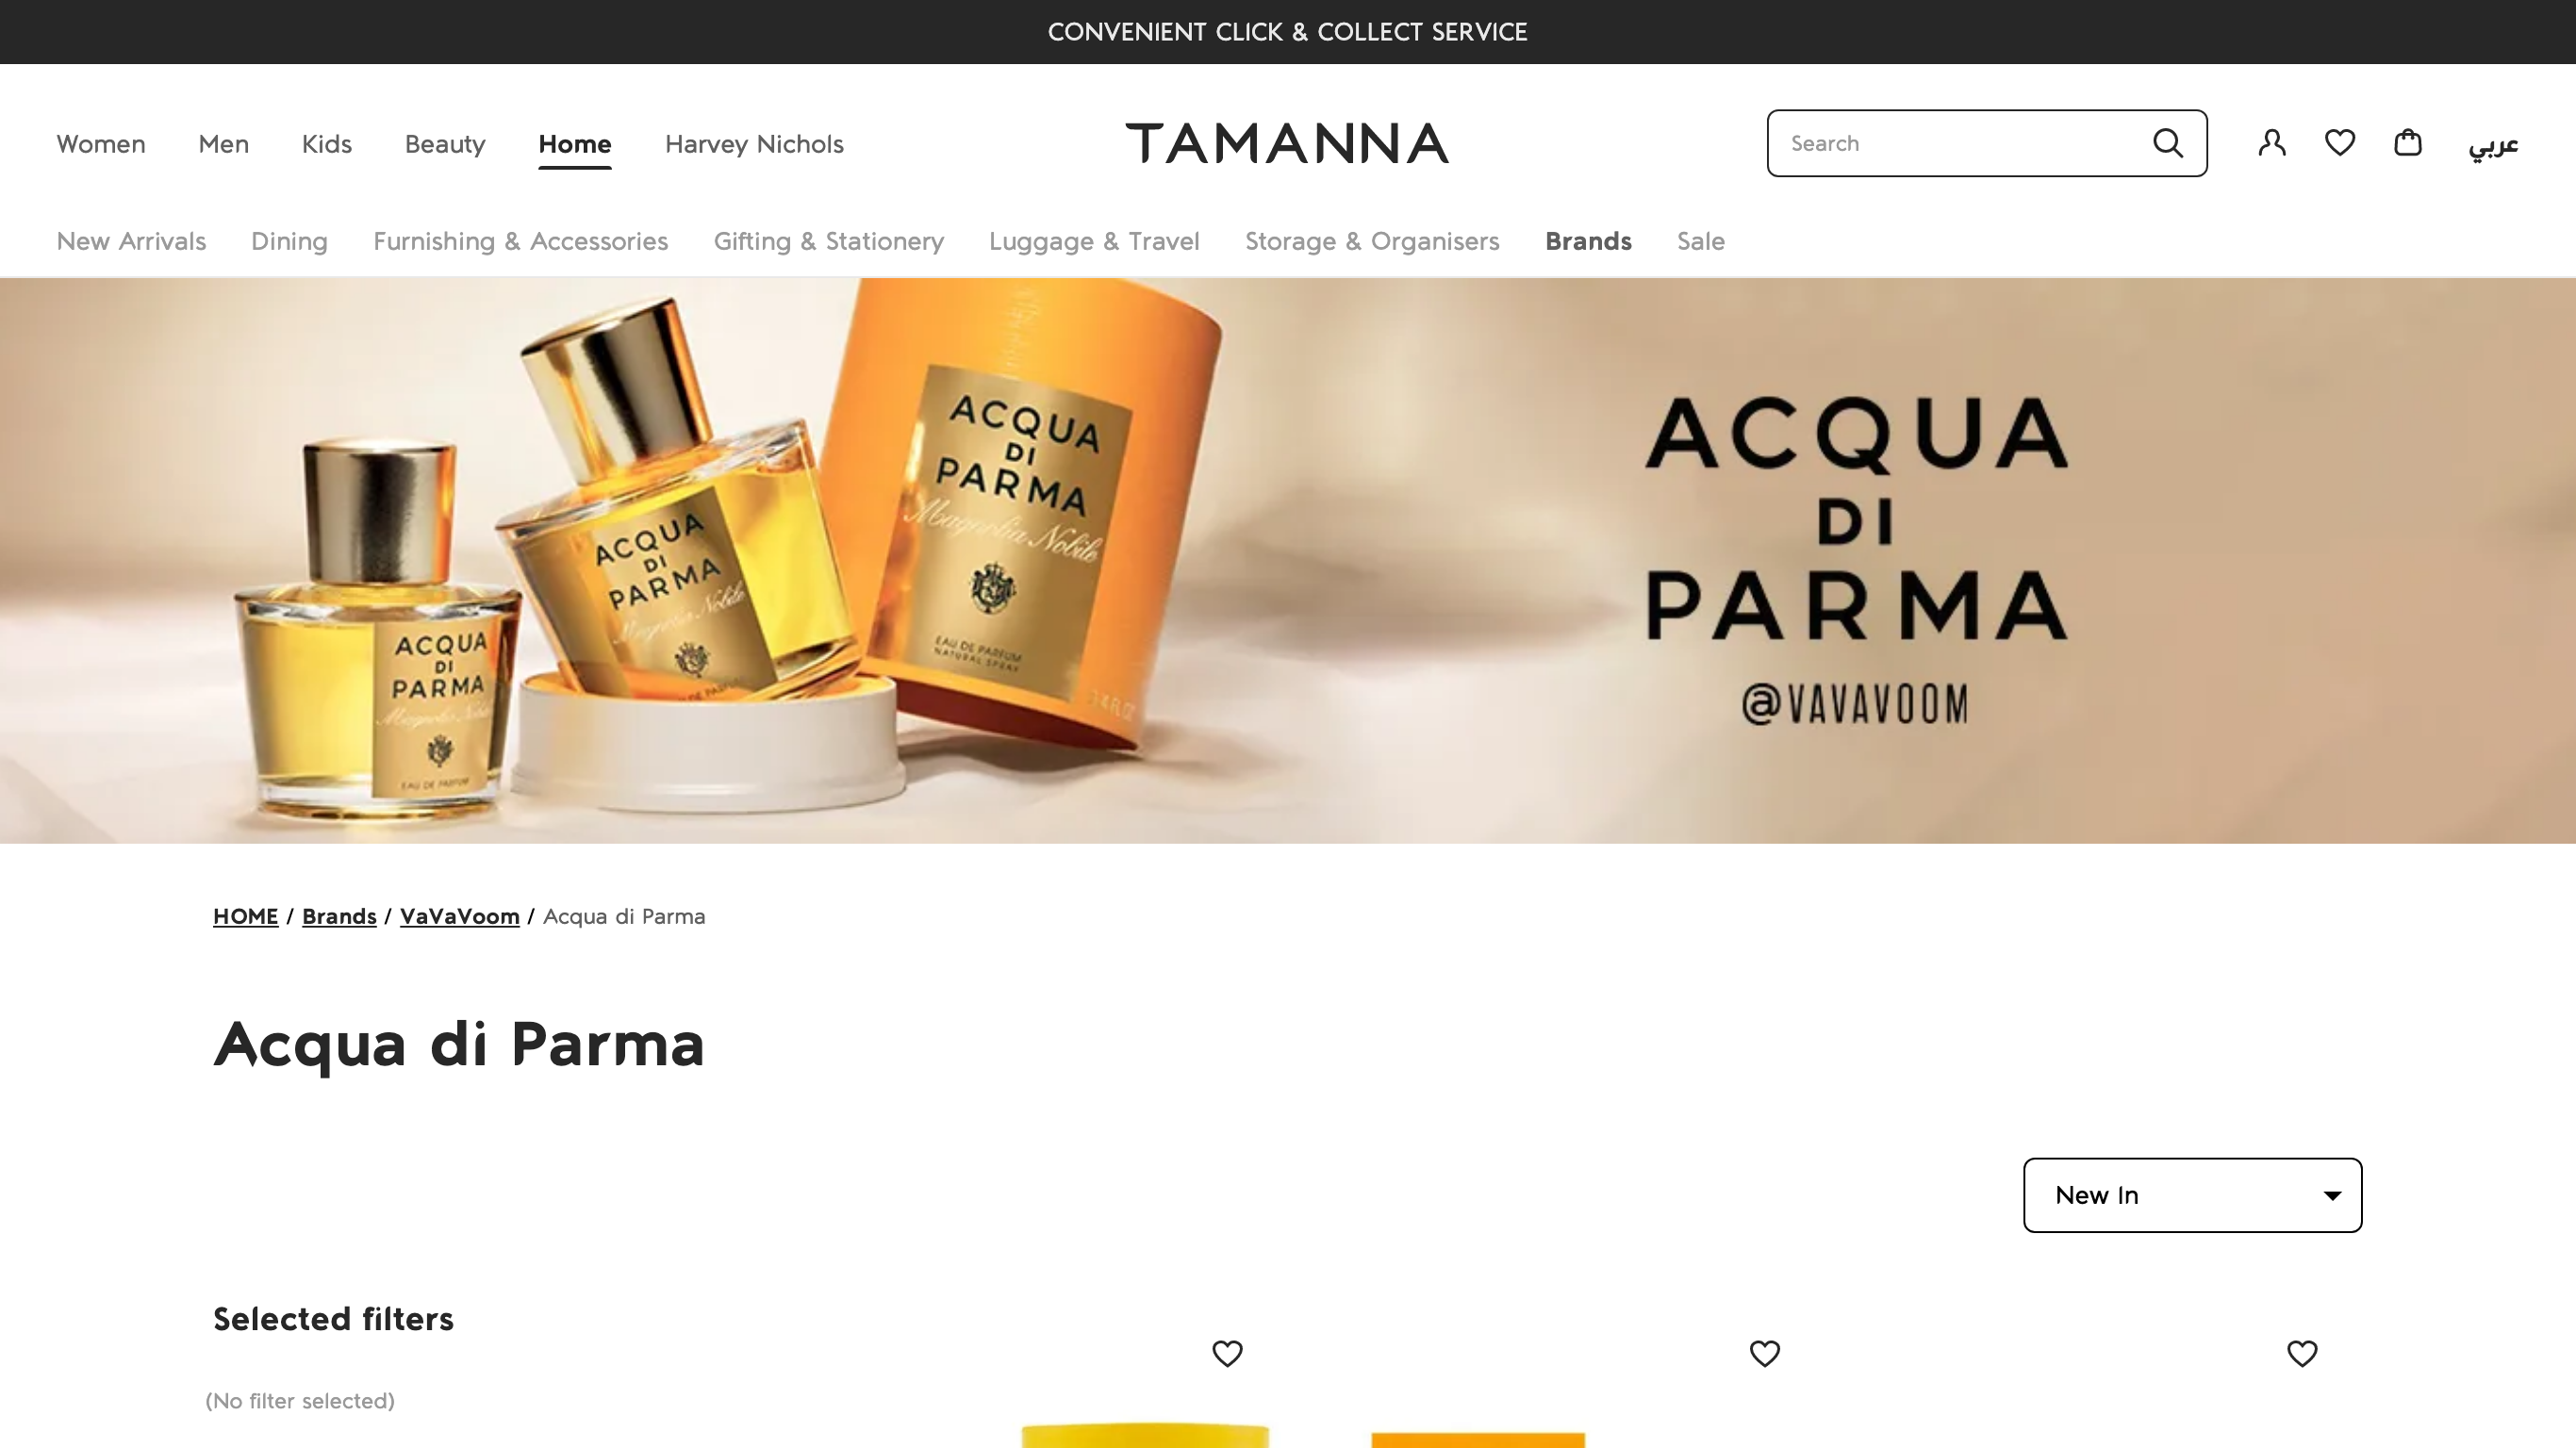 CONVENIENT CLICK & COLLECT SERVICE
Women Men Kids Beauty Home Harvey Nichols
TAMANNA
Search
عربي
New Arrivals Dining Furnishing & Accessories Gifting & Stationery Luggage & Travel Storage & Organisers Brands Sale
ACQUA
DI
PARMA
Magnolia Nobile
EAU DE PARFUM
ACQUA
DI
PARMA
Magnolia Nobile
ACQUA
DI
PARMA
Magnolia Nobile
EAU DE PARFUM
NATURAL SPRAY
ACQUA
DI
PARMA
@VAVAVOOM
HOME / Brands / VaVaVoom / Acqua di Parma
Acqua di Parma
New In
Selected filters
(No filter selected)